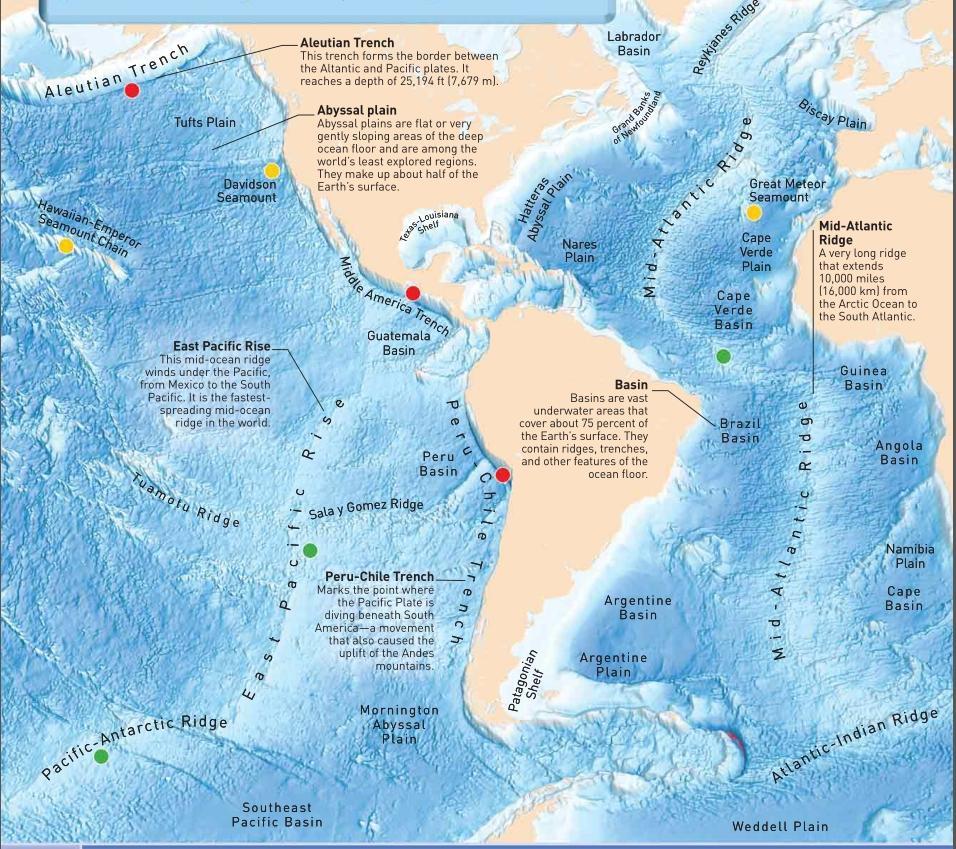 Aleutian Trench
Aleutian Trench
This trench forms the border between
the Altantic and Pacific plates. It
reaches a depth of 25,194 ft (7,679 m).
Labrador
Basin
Reykjanes Ridge
Tufts Plain
Abyssal plain
Abyssal plains are flat or very
gently sloping areas of the deep
ocean floor and are among the
world's least explored regions.
They make up about half of the
Earth's surface.
Grand Banks
of Newfoundland
Biscay Plain
Davidson
Seamount
Hawaiian-Emperor
Seamount Chain
Texas-Louisiana
Shelf
Hatteras
Abyssal Plain
Nares
Plain
Mid-Atlantic Ridge
Great Meteor
Seamount
Cape
Verde
Plain
Mid-Atlantic
Ridge
A very long ridge
that extends
10,000 miles
(16,000 km) from
the Arctic Ocean to
the South Atlantic.
Middle America Trench
Guatemala
Basin
Cape
Verde
Basin
Guinea
Basin
East Pacific Rise
This mid-ocean ridge
winds under the Pacific,
from Mexico to the South
Pacific. It is the fastest-
spreading mid-ocean
ridge in the world.
Basin
Basins are vast
underwater areas that
cover about 75 percent of
the Earth's surface. They
contain ridges, trenches,
and other features of the
ocean floor.
Brazil
Basin
Angola
Basin
East Pacific Rise
Peru
Basin
Peru-Chile Trench
Tuamotu Ridge
Sala y Gomez Ridge
Mid-Atlantic Ridge
Namibia
Plain
Cape
Basin
Peru-Chile Trench
Marks the point where
the Pacific Plate is
diving beneath South
America—a movement
that also caused the
uplift of the Andes
mountains.
Argentine
Basin
Argentine
Plain
Patagonian
Shelf
Mornington
Abyssal
Plain
Pacific-Antarctic Ridge
Atlantic-Indian Ridge
Southeast
Pacific Basin
Weddell Plain